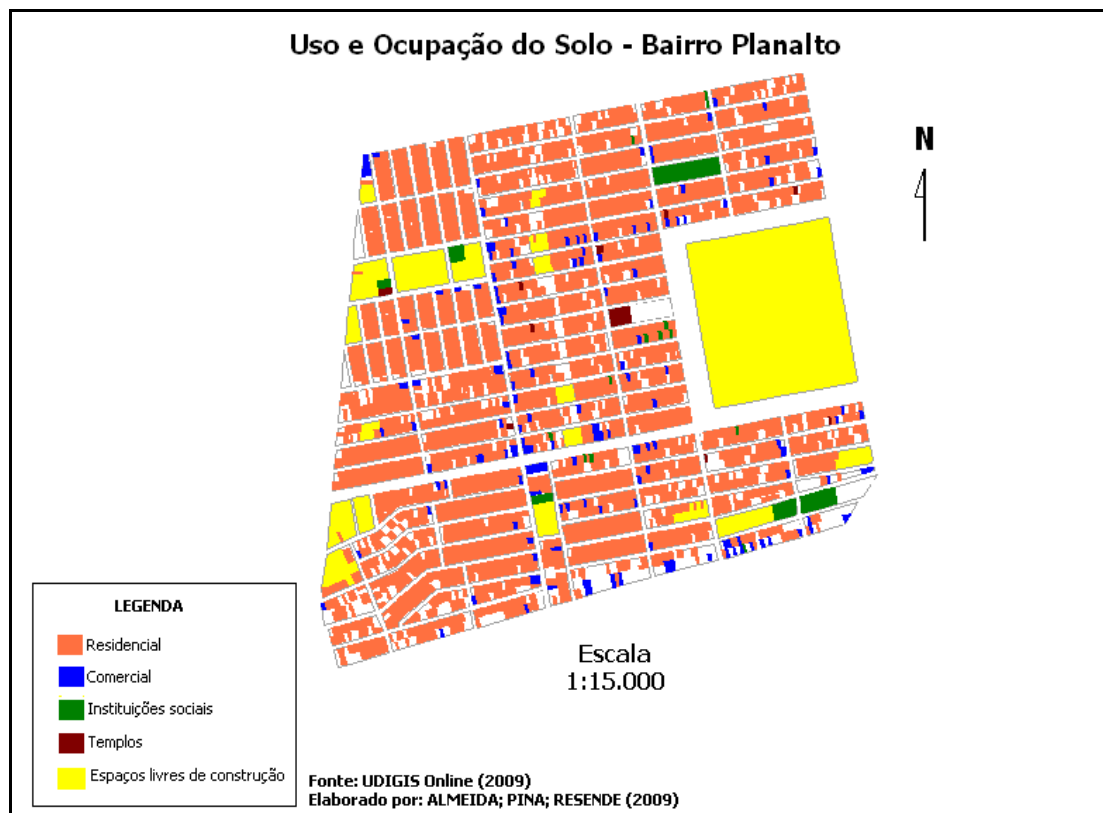 Uso e Ocupação do Solo - Bairro Planalto
N
LEGENDA
Residencial
Comercial
Instituições sociais
Templos
Espaços livres de construção
Escala
1:15.000
Fonte: UDIGIS Online (2009)
Elaborado por: ALMEIDA; PINA; RESENDE (2009)